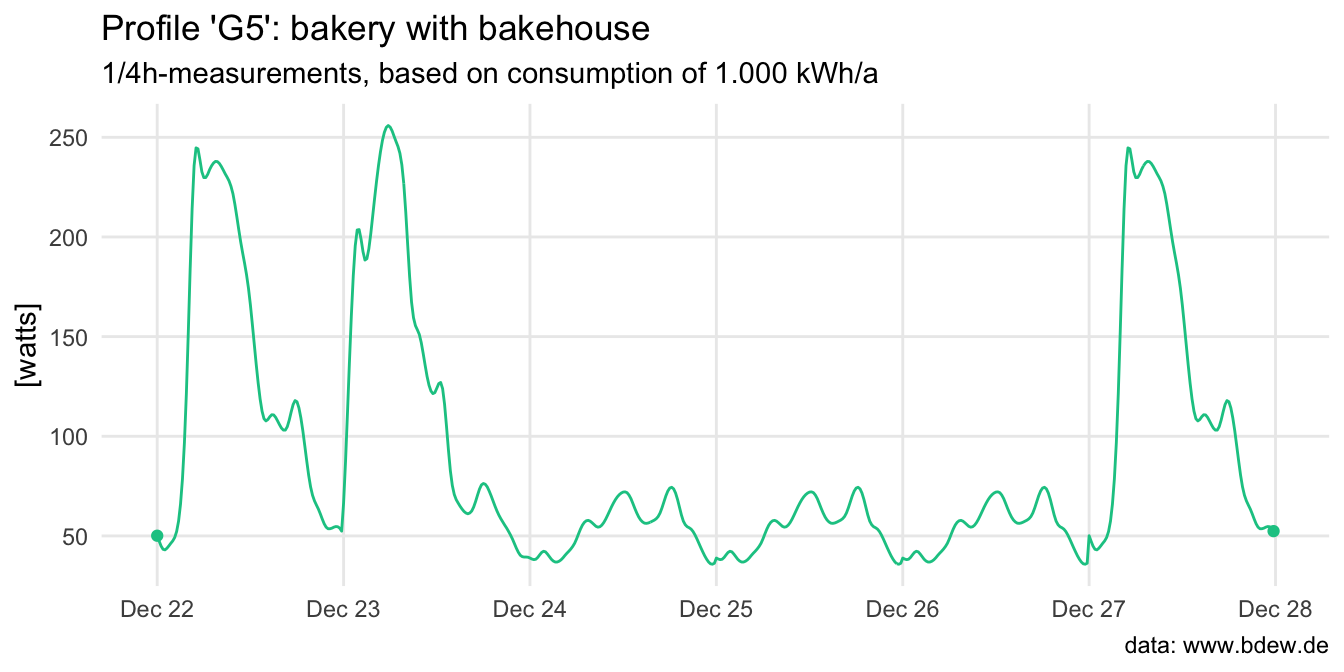 Profile 'G5': bakery with bakehouse
1/4h-measurements, based on consumption of 1.000 kWh/a
[watts]
250
200
150
100
50
Dec 22 Dec 23 Dec 24 Dec 25 Dec 26 Dec 27 Dec 28
data: www.bdew.de